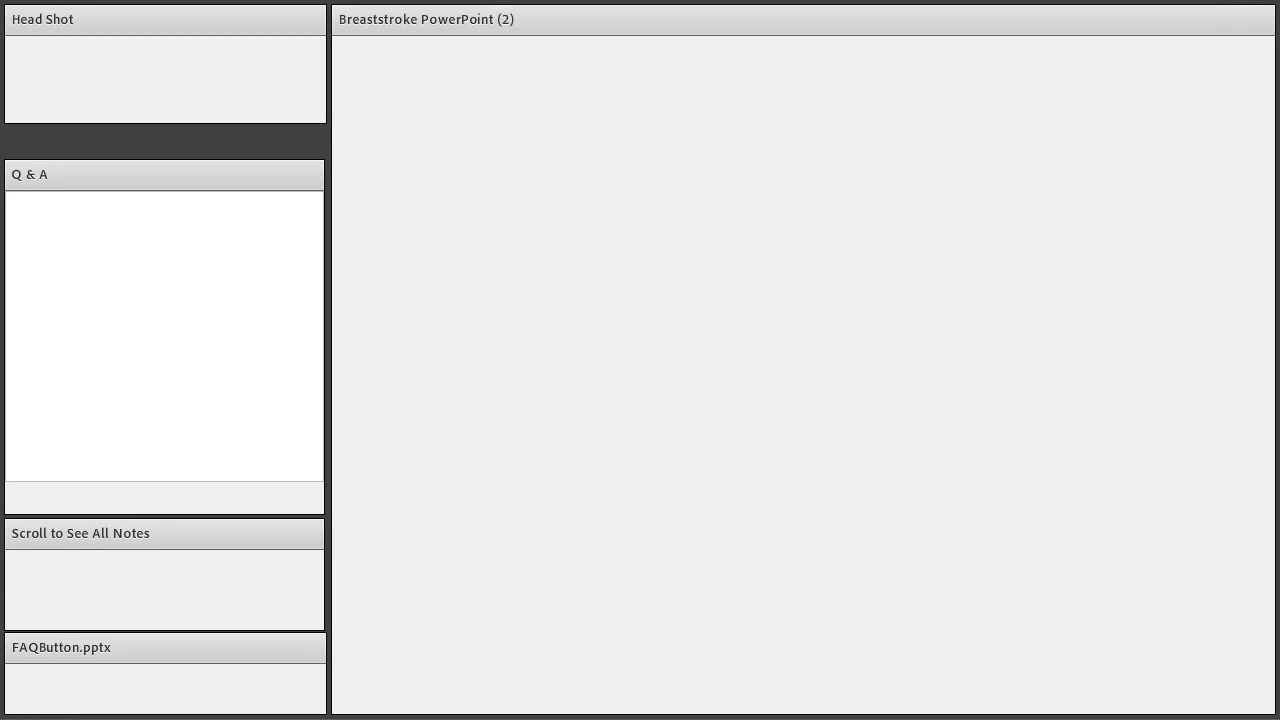 Head Shot
Breaststroke PowerPoint (2)
Q & A
Scroll to See All Notes
FAQButton.pptx